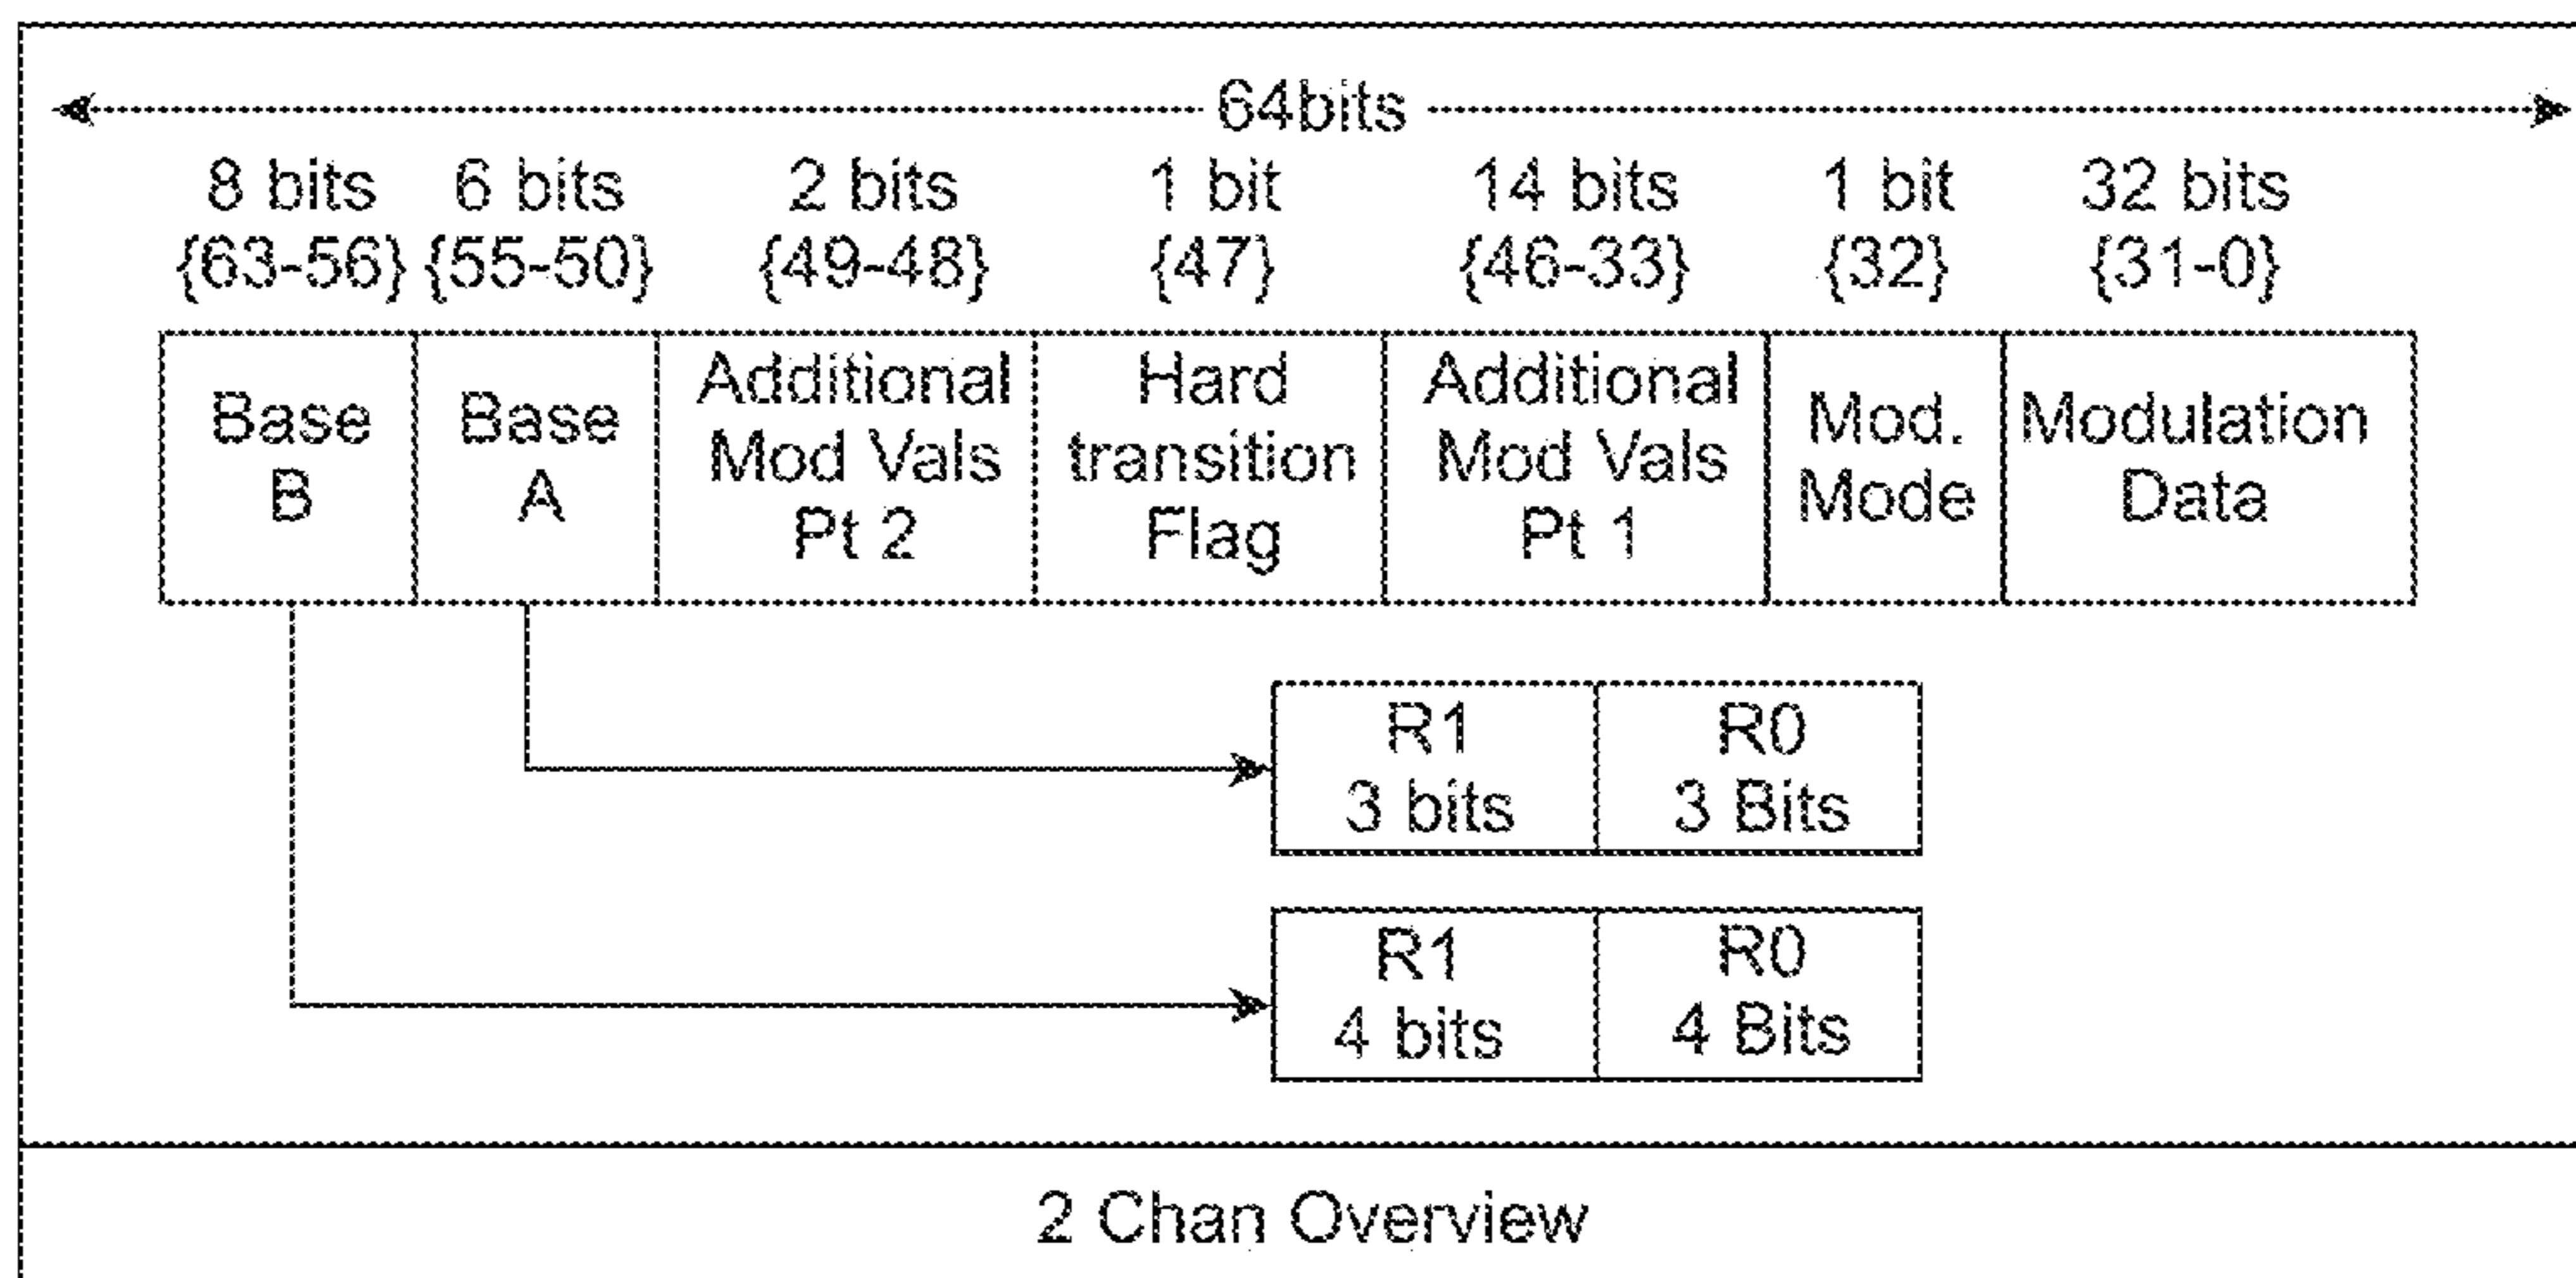 64bits
8 bits 6 bits 2 bits 1 bit 14 bits 1 bit 32 bits
{63-56} {55-50} {49-48} {47} {46-33} {32} {31-0}
Base B
Base A
Additional Mod Vals Pt 2
Hard transition Flag
Additional Mod Vals Pt 1
Mod. Mode
Modulation Data
R1 R0
3 bits 3 Bits
R1 R0
4 bits 4 Bits
2 Chan Overview